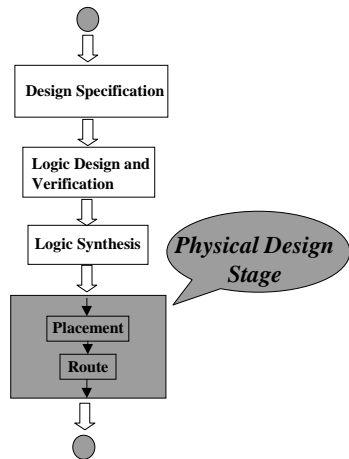 Design Specification
Logic Design and
Verification
Logic Synthesis
Physical Design
Stage
Placement
Route